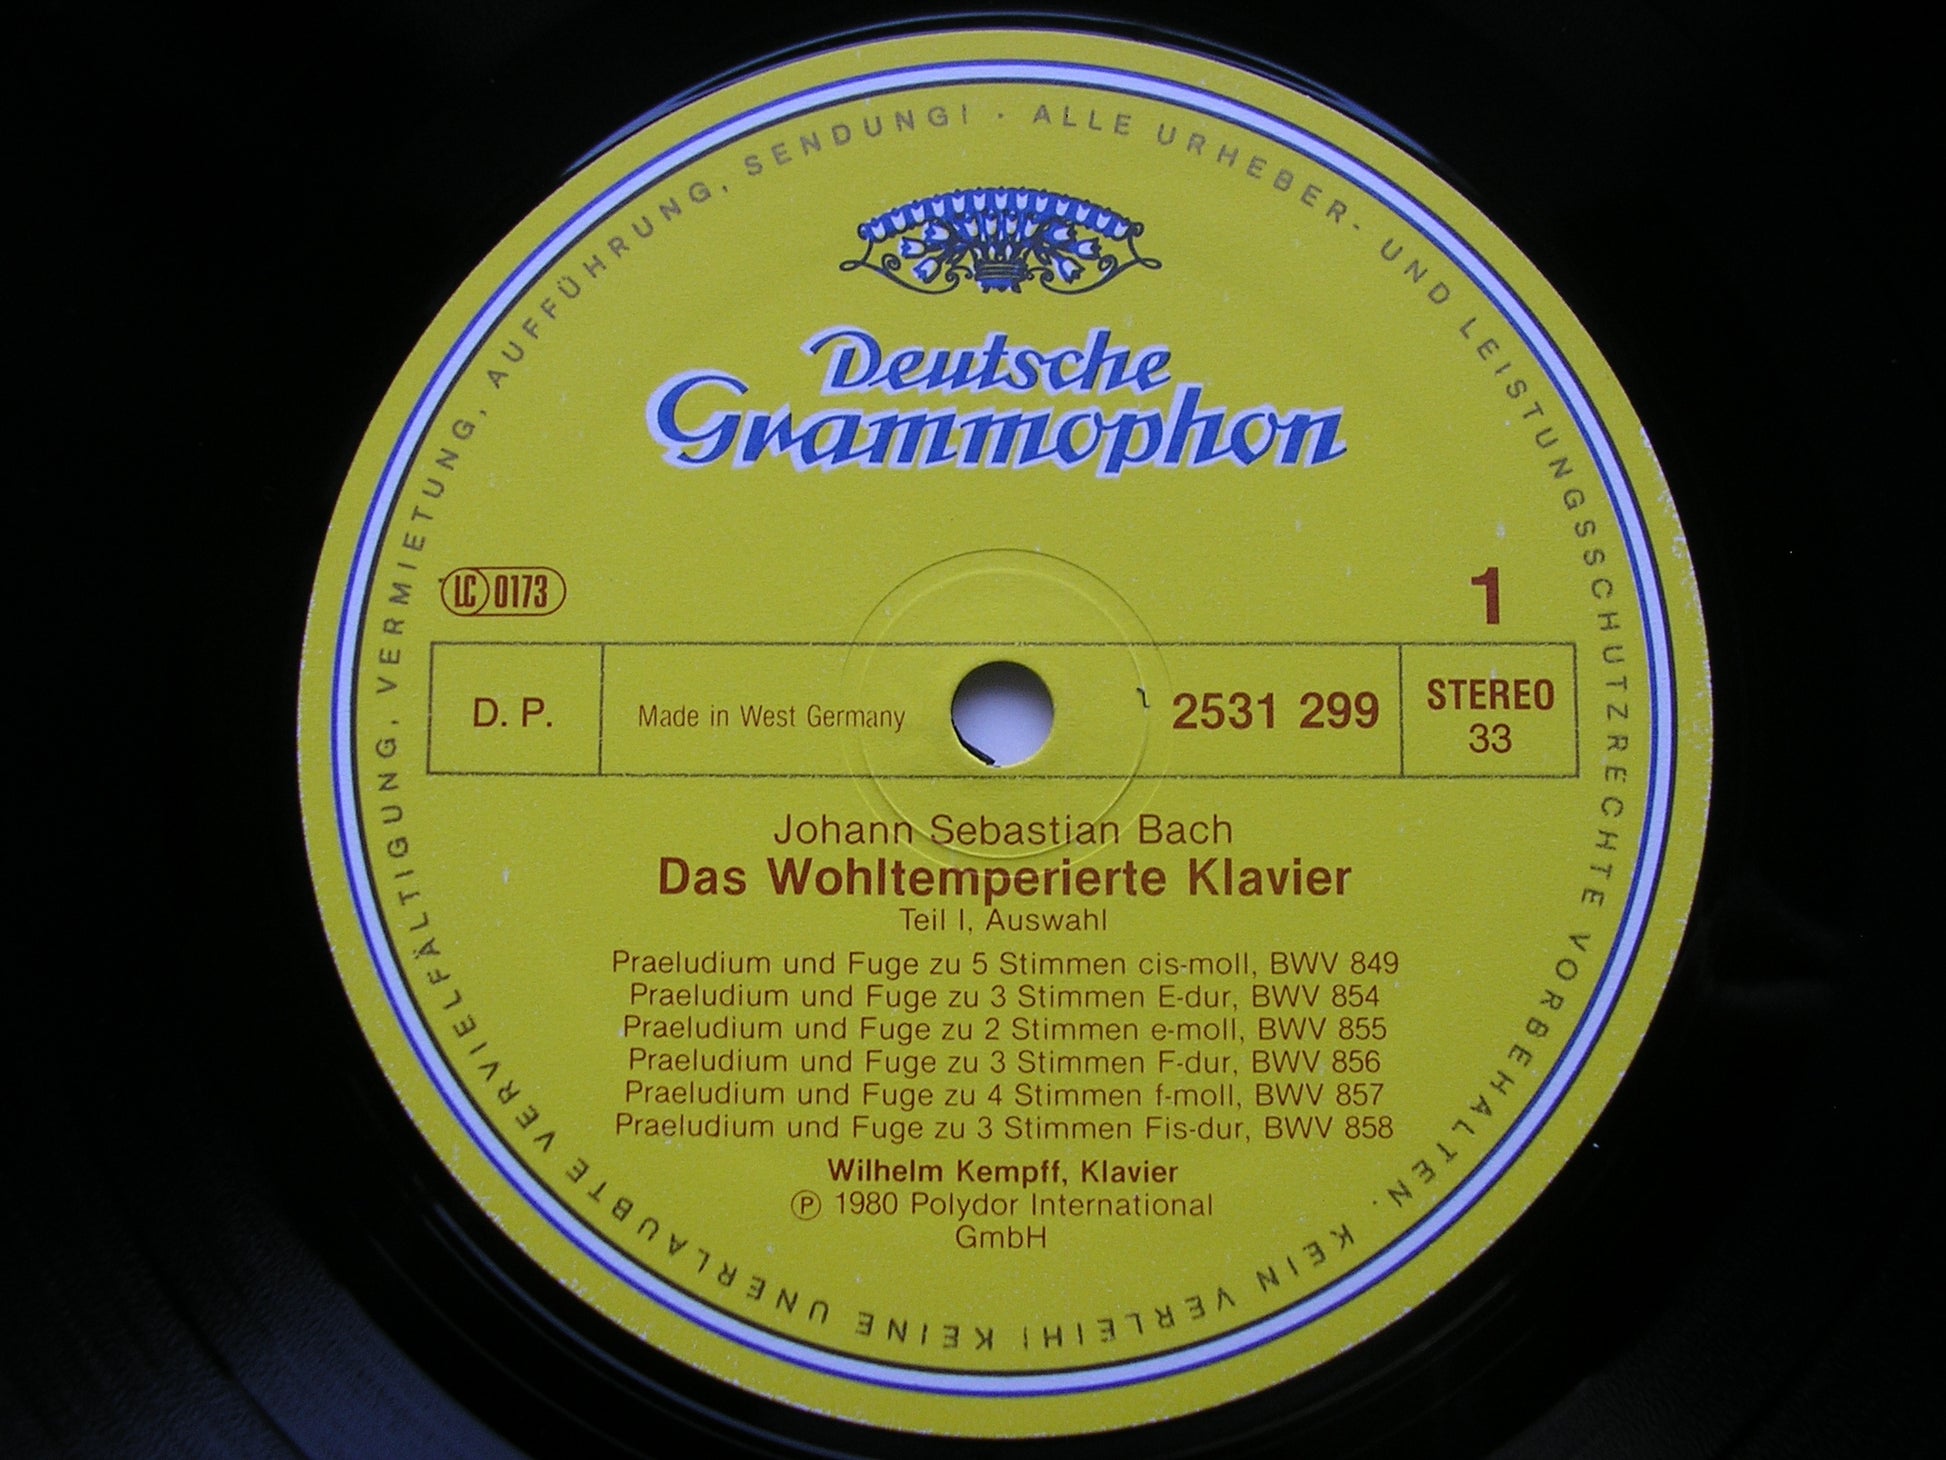 ALLE URHEBER- UND LEISTUNGSSCHUTZRECHTE VORBEHALTEN. KEIN VERLEIH! KEINE UNERLAUBTE VERVIELFÄLTIGUNG, VERMIETUNG, AUFFÜHRUNG, SENDUNG! ·
Deutsche
Grammophon
LC 0173
1
D. P.
Made in West Germany
2531 299
STEREO
33
Johann Sebastian Bach
Das Wohltemperierte Klavier
Teil I, Auswahl
Praeludium und Fuge zu 5 Stimmen cis-moll, BWV 849
Praeludium und Fuge zu 3 Stimmen E-dur, BWV 854
Praeludium und Fuge zu 2 Stimmen e-moll, BWV 855
Praeludium und Fuge zu 3 Stimmen F-dur, BWV 856
Praeludium und Fuge zu 4 Stimmen f-moll, BWV 857
Praeludium und Fuge zu 3 Stimmen Fis-dur, BWV 858
Wilhelm Kempff, Klavier
Ⓟ 1980 Polydor International
GmbH